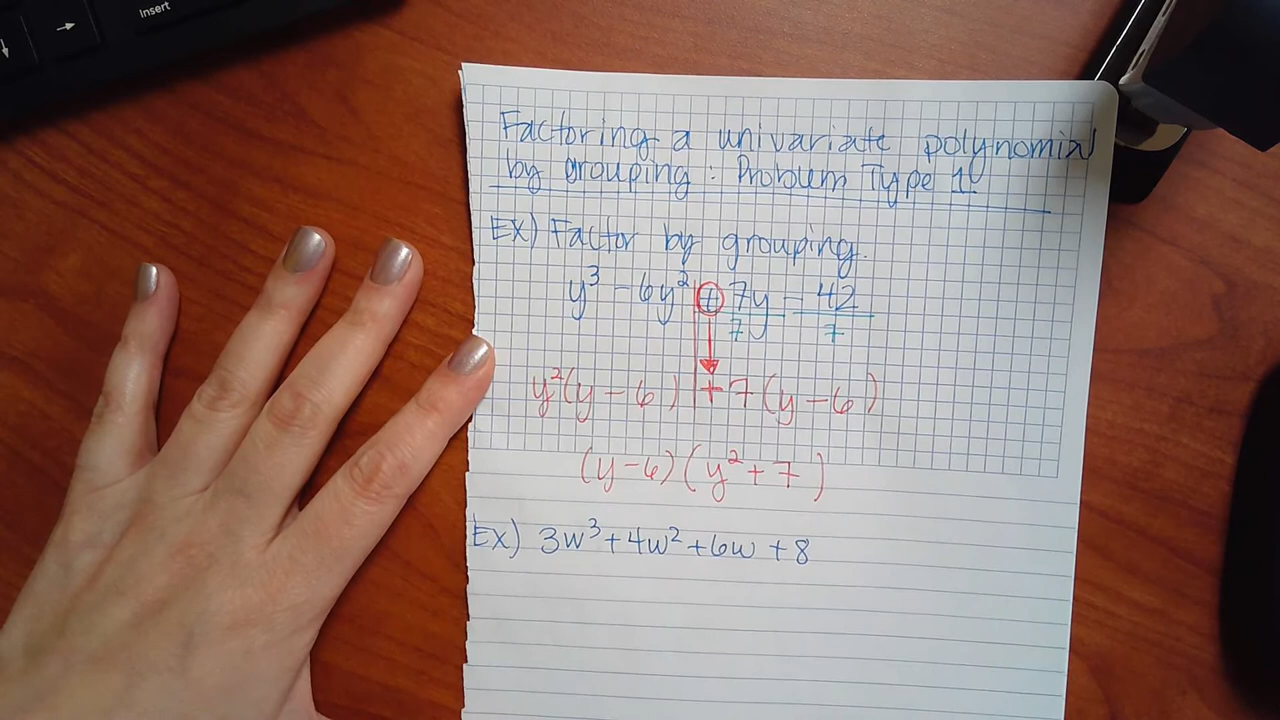 Insert
Factoring a univariate polynomial
by grouping: Problem Type 1
Ex) Factor by grouping.
y³ - 6y² + 7y - 42
7y 7
y²(y - 6) + 7(y - 6)
(y - 6)(y² + 7)
Ex) 3w³ + 4w² + 6w + 8